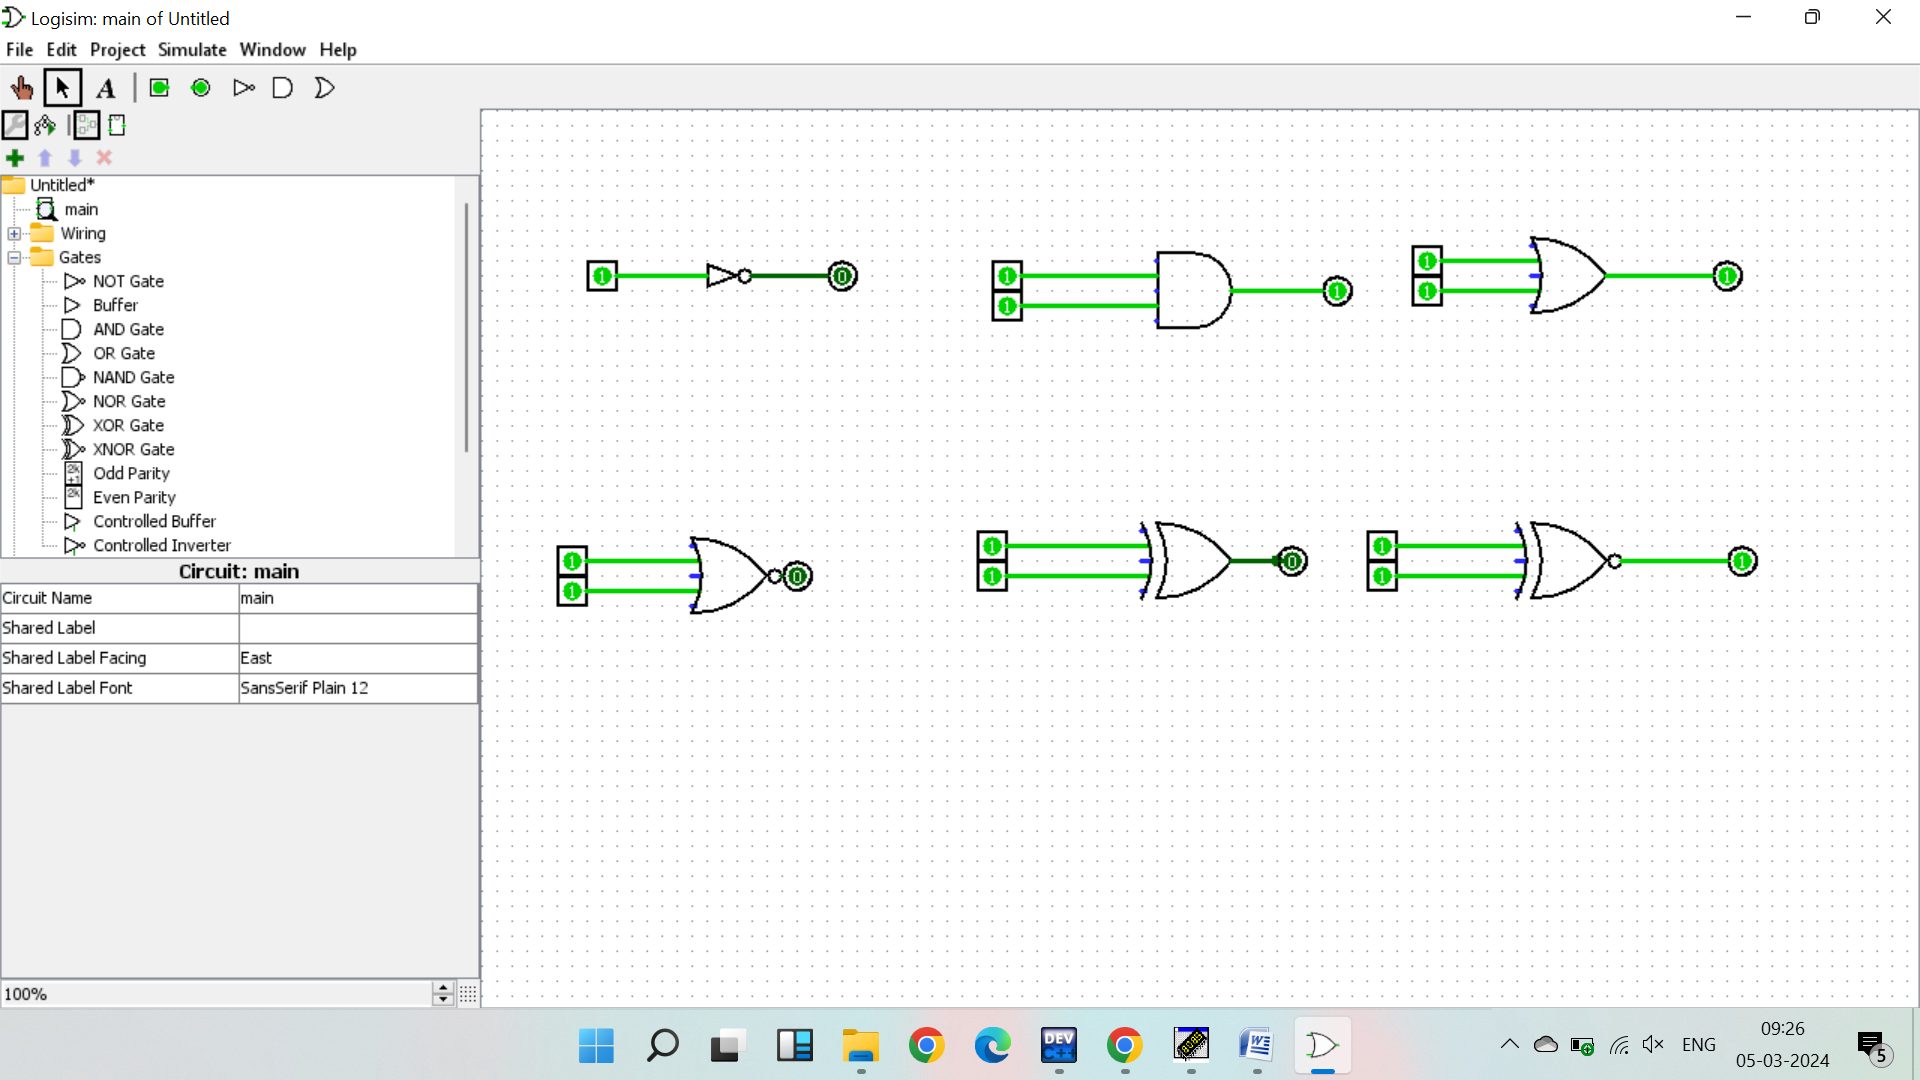 Logisim: main of Untitled
File Edit Project Simulate Window Help
A
Untitled*
main
Wiring
Gates
NOT Gate
Buffer
AND Gate
OR Gate
NAND Gate
NOR Gate
XOR Gate
XNOR Gate
2k+1 Odd Parity
2k Even Parity
Controlled Buffer
Controlled Inverter
Circuit: main
Circuit Name main
Shared Label
Shared Label Facing East
Shared Label Font SansSerif Plain 12
100%
1 0
1 1 1
1 1 1
1 1 0
1 1 0
1 1 1
DEV C++
8085
W
ENG
09:26
05-03-2024
5